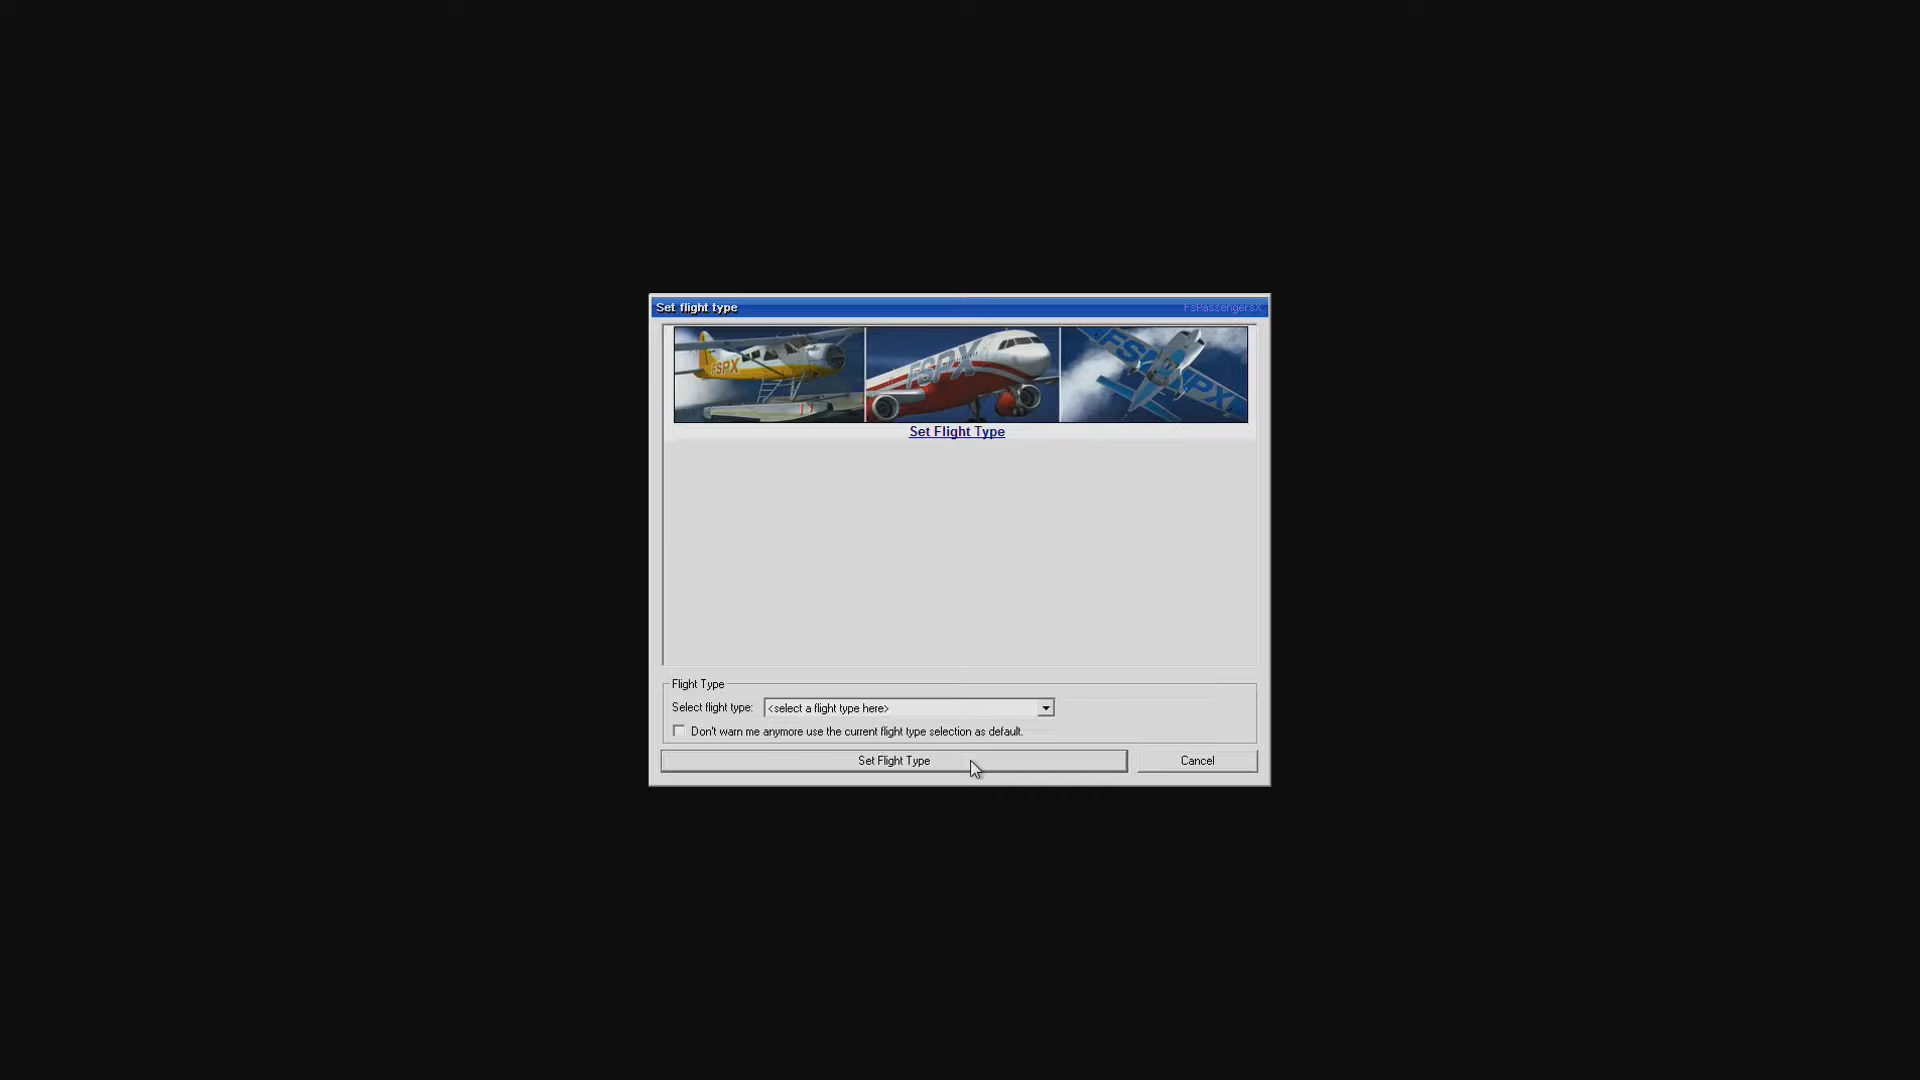 Set flight type
FsPassengersX
FSPX
FSPX
FSPX
Set Flight Type
Flight Type
Select flight type:
<select a flight type here>
Don't warn me anymore use the current flight type selection as default.
Set Flight Type
Cancel